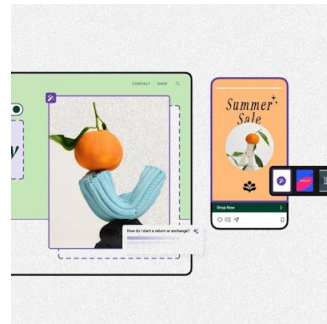 CONTACT SHOP
Summer
Sale
How do I start a return or exchange?
Shop Now